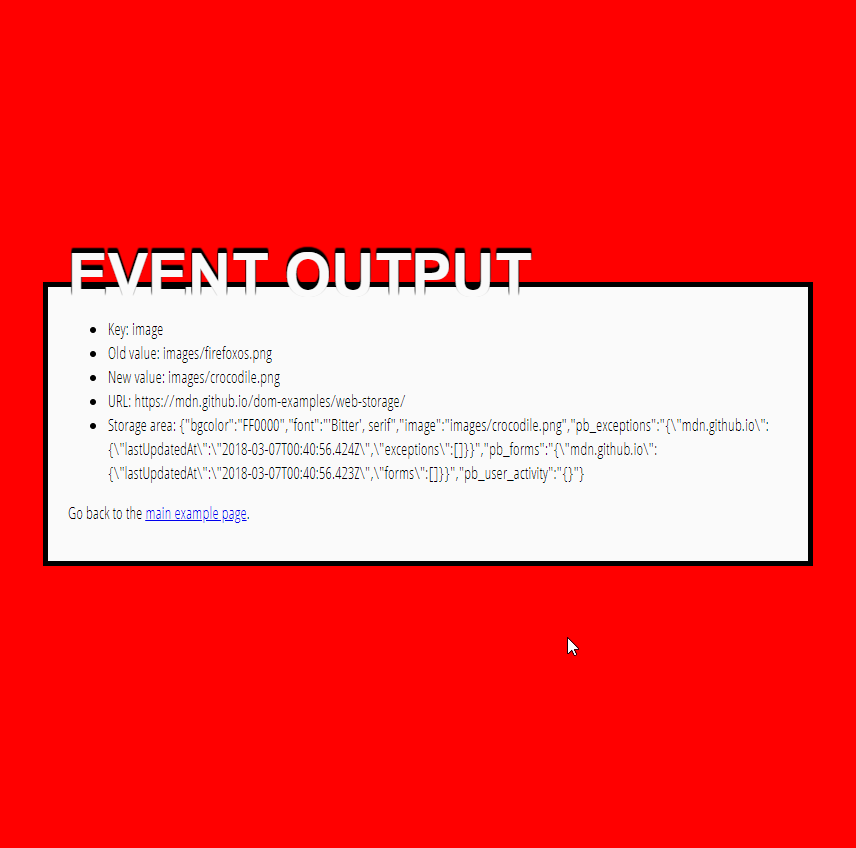 EVENT OUTPUT
Key: image
Old value: images/firefoxos.png
New value: images/crocodile.png
URL: https://mdn.github.io/dom-examples/web-storage/
Storage area: {"bgcolor":"FF0000","font":"'Bitter', serif","image":"images/crocodile.png","pb_exceptions":"{\"mdn.github.io\":
{\"lastUpdatedAt\":\"2018-03-07T00:40:56.424Z\",\"exceptions\":[]}}","pb_forms":"{\"mdn.github.io\":
{\"lastUpdatedAt\":\"2018-03-07T00:40:56.423Z\",\"forms\":[]}}","pb_user_activity":"{}"}
Go back to the main example page.